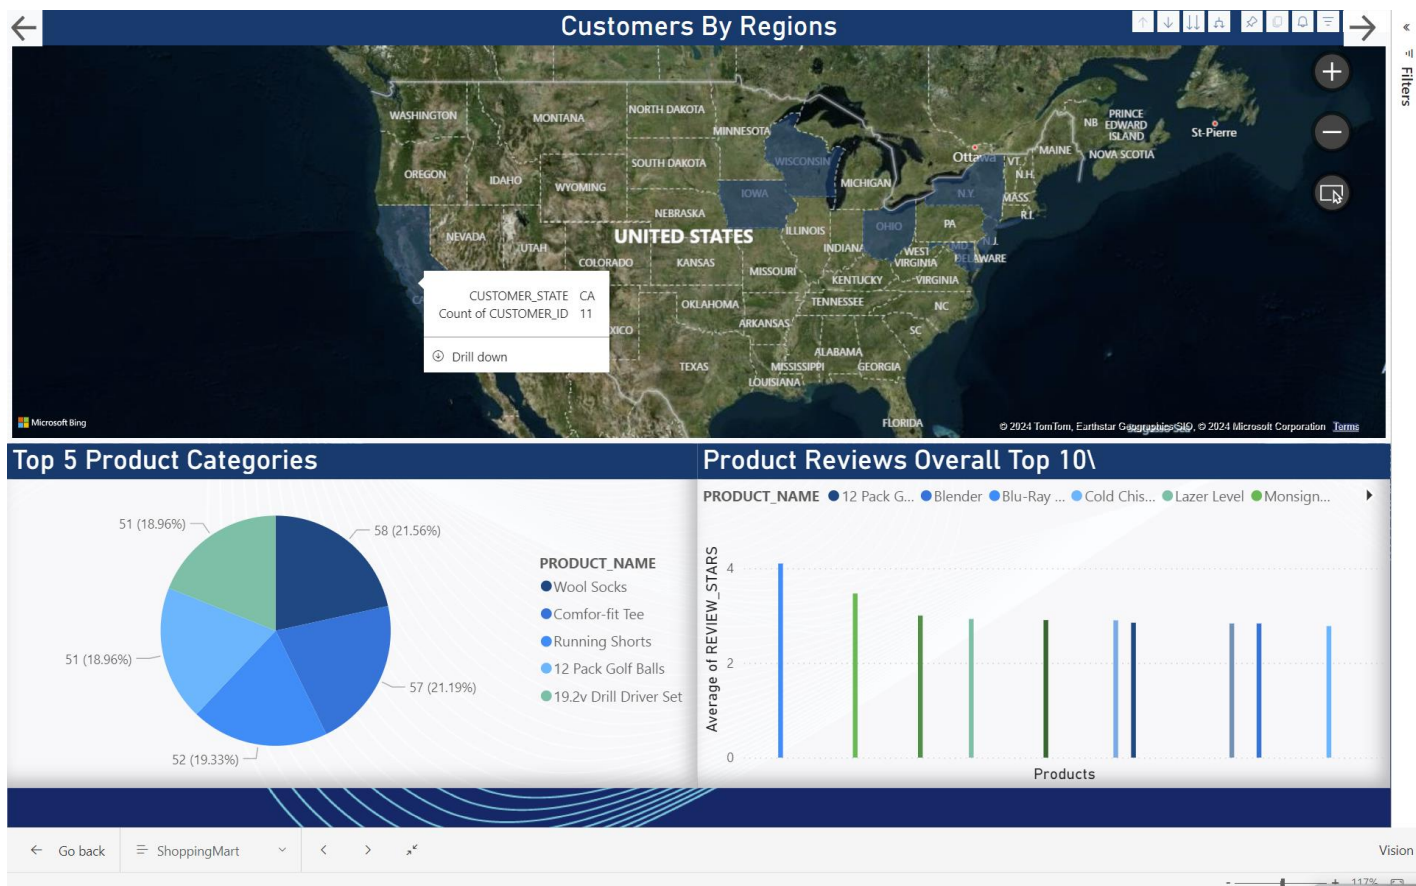 Customers By Regions
Filters
WASHINGTON
MONTANA
NORTH DAKOTA
MINNESOTA
NB
PRINCE
EDWARD
ISLAND
St-Pierre
Ottawa
VT.
MAINE
NOVA SCOTIA
OREGON
IDAHO
WYOMING
SOUTH DAKOTA
WISCONSIN
MICHIGAN
N.H.
IOWA
N.Y.
MASS.
R.I.
NEBRASKA
NEVADA
UTAH
UNITED STATES
ILLINOIS
INDIANA
OHIO
PA
N.J.
MD
DELAWARE
COLORADO
KANSAS
MISSOURI
WEST
VIRGINIA
KENTUCKY
VIRGINIA
CUSTOMER_STATE CA
Count of CUSTOMER_ID 11
Drill down
OKLAHOMA
TENNESSEE
NC
XICO
ARKANSAS
SC
TEXAS
ALABAMA
MISSISSIPPI
GEORGIA
LOUISIANA
FLORIDA
Microsoft Bing
© 2024 TomTom, Earthstar Geographics SIO, © 2024 Microsoft Corporation Terms
Top 5 Product Categories
51 (18.96%)
58 (21.56%)
51 (18.96%)
57 (21.19%)
52 (19.33%)
PRODUCT_NAME
Wool Socks
Comfor-fit Tee
Running Shorts
12 Pack Golf Balls
19.2v Drill Driver Set
Product Reviews Overall Top 10\
PRODUCT_NAME 12 Pack G... Blender Blu-Ray ... Cold Chis... Lazer Level Monsign...
Average of REVIEW_STARS
4
2
0
Products
Go back
ShoppingMart
Vision
117%